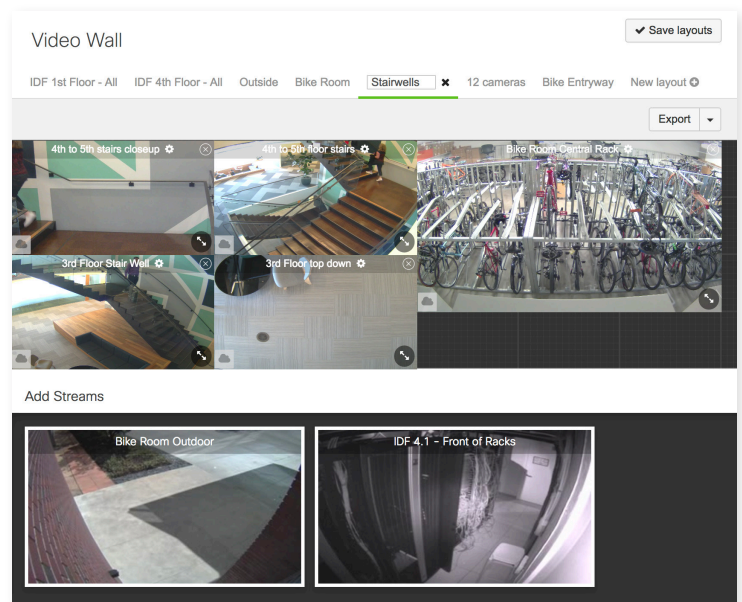 Video Wall
Save layouts
IDF 1st Floor - All IDF 4th Floor - All Outside Bike Room Stairwells 12 cameras Bike Entryway New layout
Export
4th to 5th stairs closeup
4th to 5th floor stairs
Bike Room Central Rack
3rd Floor Stair Well
3rd Floor top down
Add Streams
Bike Room Outdoor
IDF 4.1 - Front of Racks